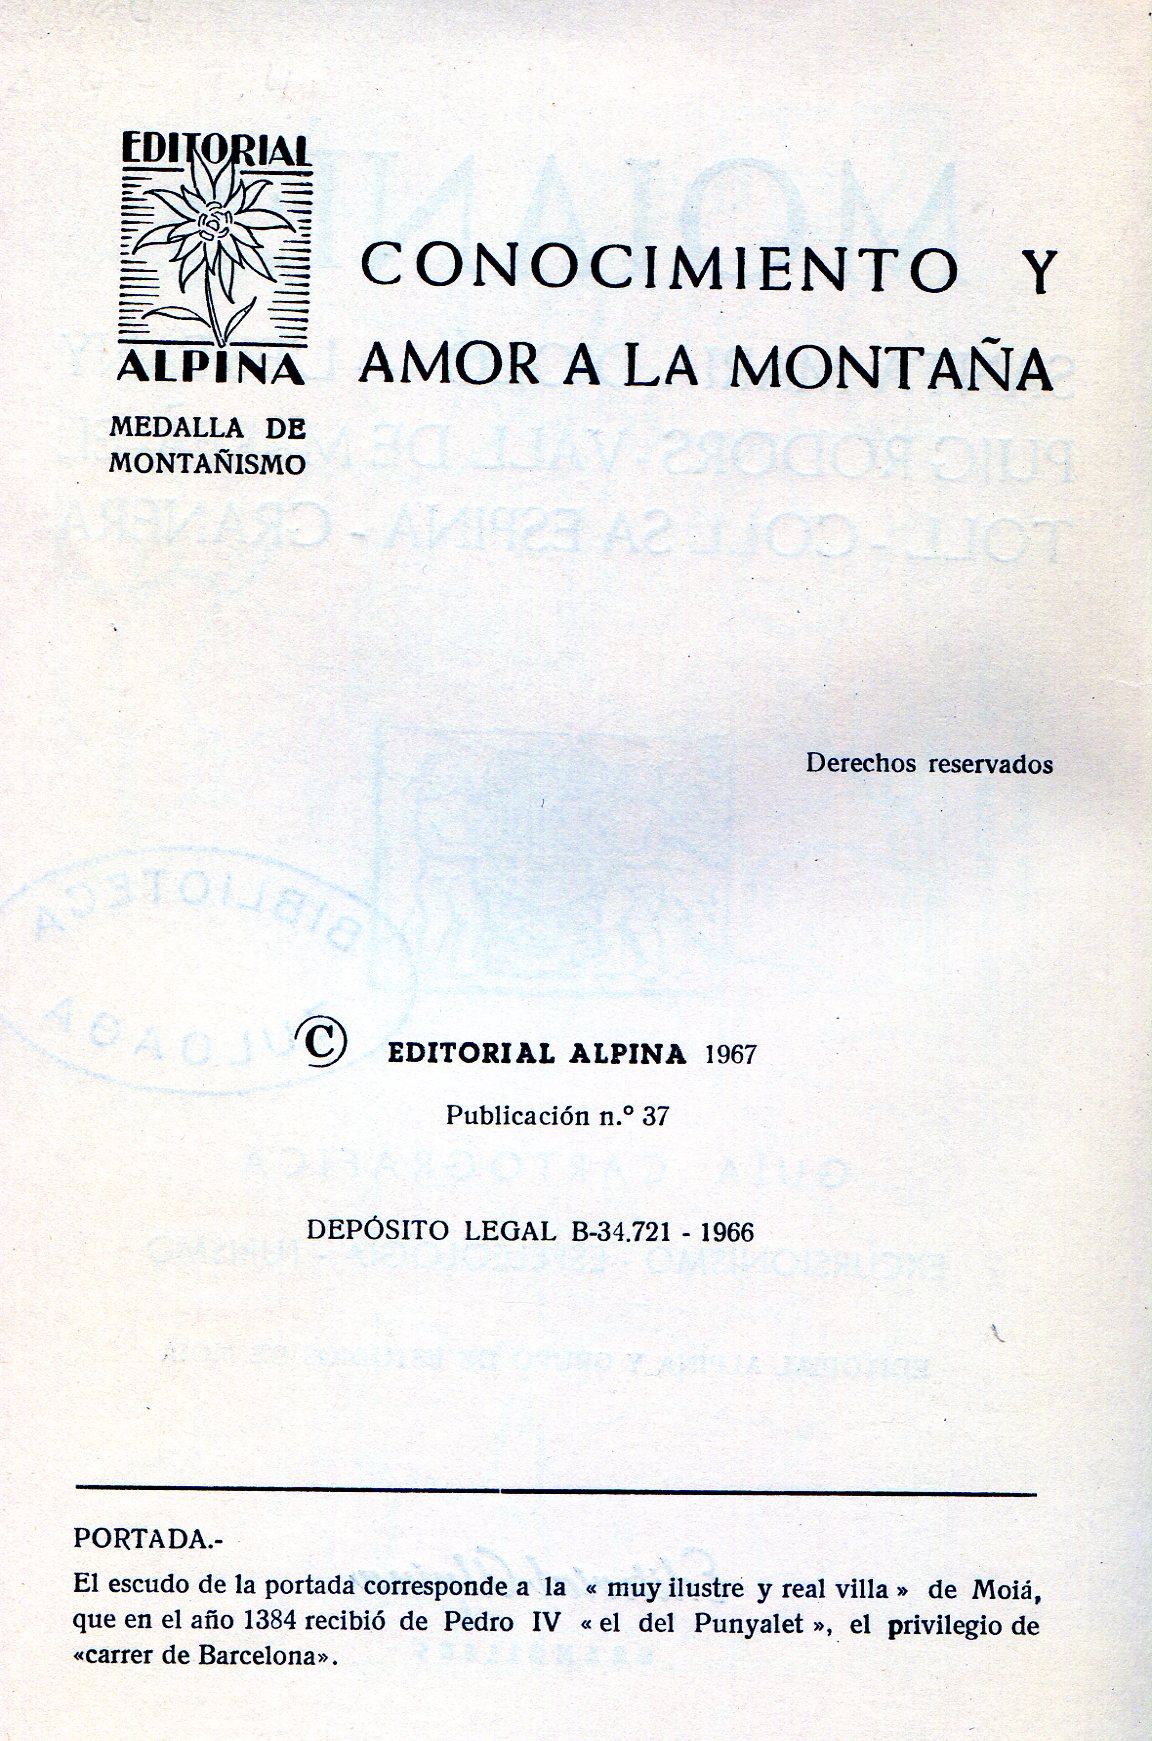 EDITORIAL
ALPINA
MEDALLA DE
MONTAÑISMO
CONOCIMIENTO Y
AMOR A LA MONTAÑA
Derechos reservados
© EDITORIAL ALPINA 1967
Publicación n.º 37
DEPÓSITO LEGAL B-34.721 - 1966
PORTADA.-
El escudo de la portada corresponde a la « muy ilustre y real villa » de Moiá,
que en el año 1384 recibió de Pedro IV « el del Punyalet », el privilegio de
«carrer de Barcelona».